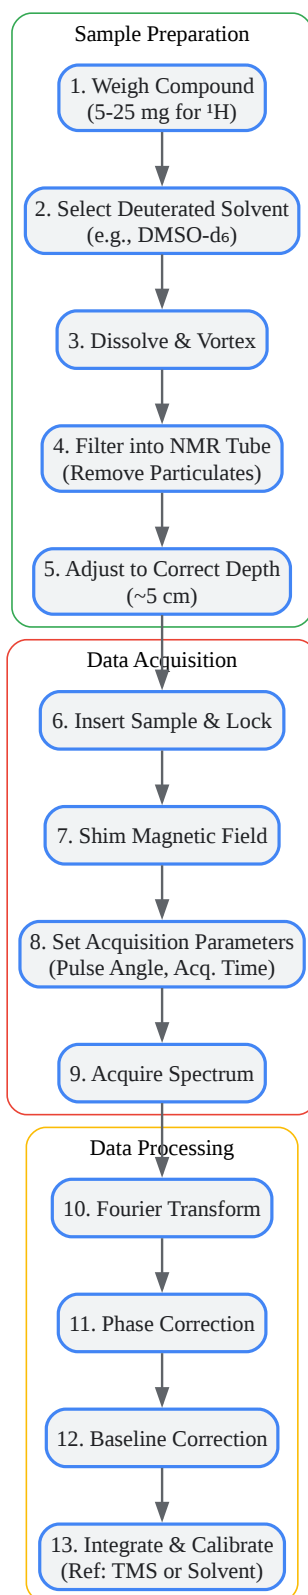 Sample Preparation
1. Weigh Compound
(5-25 mg for ¹H)
2. Select Deuterated Solvent
(e.g., DMSO-d₆)
3. Dissolve & Vortex
4. Filter into NMR Tube
(Remove Particulates)
5. Adjust to Correct Depth
(~5 cm)
Data Acquisition
6. Insert Sample & Lock
7. Shim Magnetic Field
8. Set Acquisition Parameters
(Pulse Angle, Acq. Time)
9. Acquire Spectrum
Data Processing
10. Fourier Transform
11. Phase Correction
12. Baseline Correction
13. Integrate & Calibrate
(Ref: TMS or Solvent)